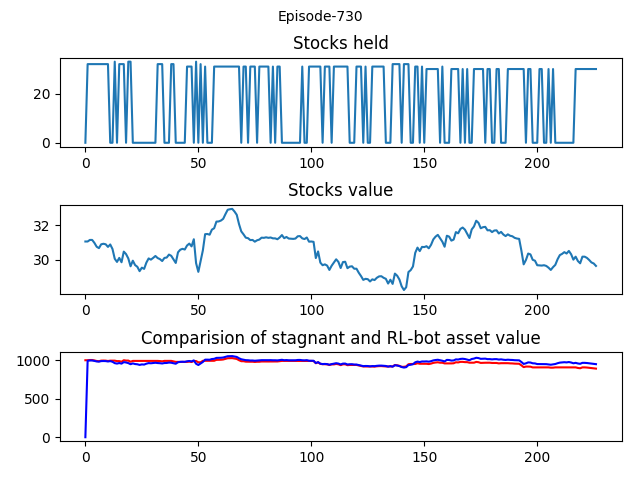 Episode-730
Stocks held
20
0
0 50 100 150 200
Stocks value
32
30
0 50 100 150 200
Comparision of stagnant and RL-bot asset value
1000
500
0
0 50 100 150 200